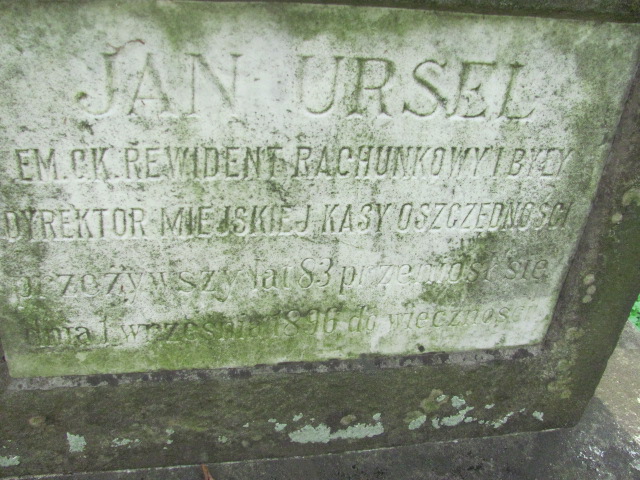 JAN URSEL
EM. CK. REWIDENT RACHUNKOWY I BYŁY
DYREKTOR MIEJSKIEJ KASY OSZCZĘDNOŚCI
przeżywszy lat 83 przeniósł się
dnia 1 września 1896 do wieczności